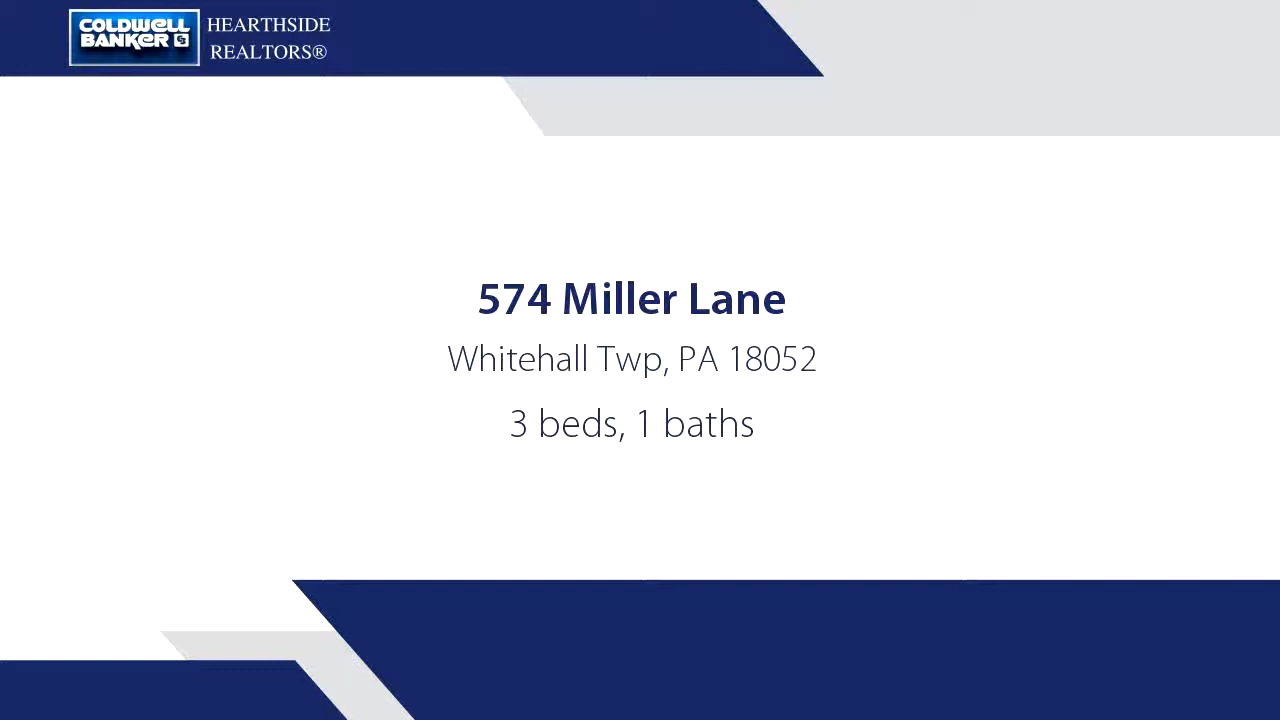 COLDWELL
BANKER
HEARTHSIDE
REALTORS®
574 Miller Lane
Whitehall Twp, PA 18052
3 beds, 1 baths